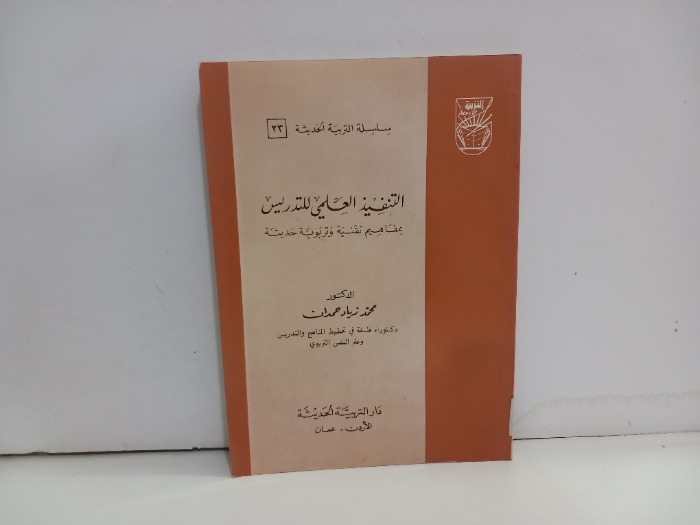 التربية
سلسلة التربية الحديثة ٢٣
التنفيذ العلمي للتدريس
بمفاهيم تقنية وتربوية حديثة
الدكتور
محمد زياد حمدان
دكتوراه فلسفة في تخطيط المناهج والتدريس
وعلم النفس التربوي
دار التربية الحديثة
الأردن - عمان